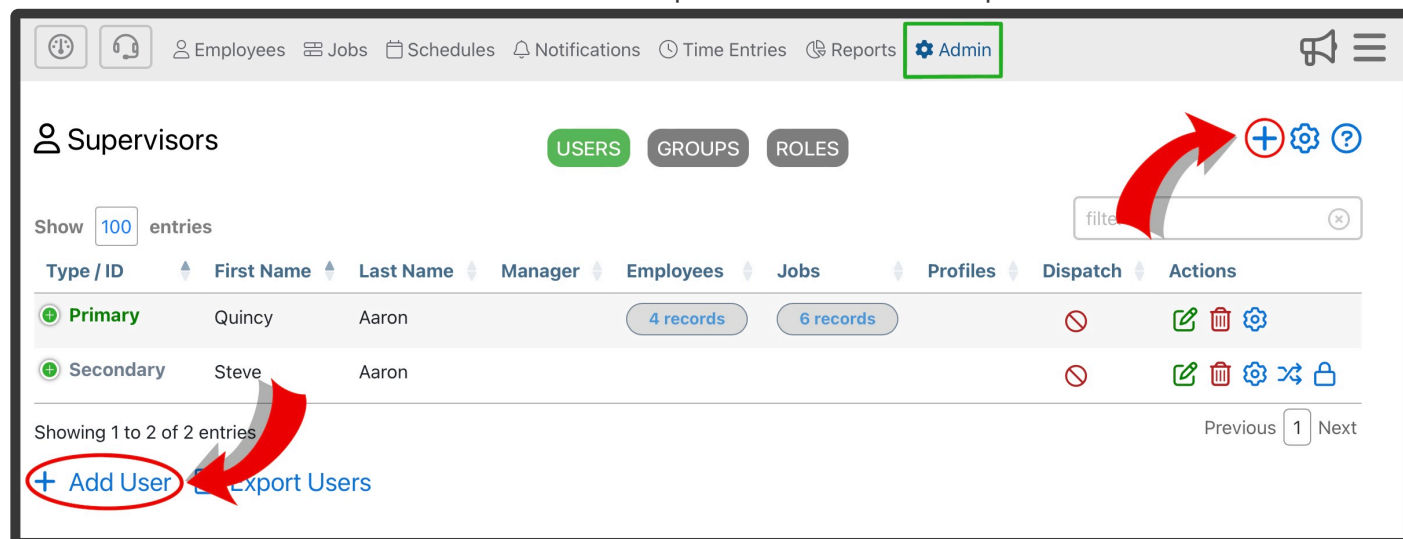 Employees Jobs Schedules Notifications Time Entries Reports Admin
Supervisors
USERS GROUPS ROLES
Show 100 entries
Type / ID First Name Last Name Manager Employees Jobs Profiles Dispatch Actions
Primary Quincy Aaron 4 records 6 records
Secondary Steve Aaron
Showing 1 to 2 of 2 entries
Previous 1 Next
+ Add User Export Users